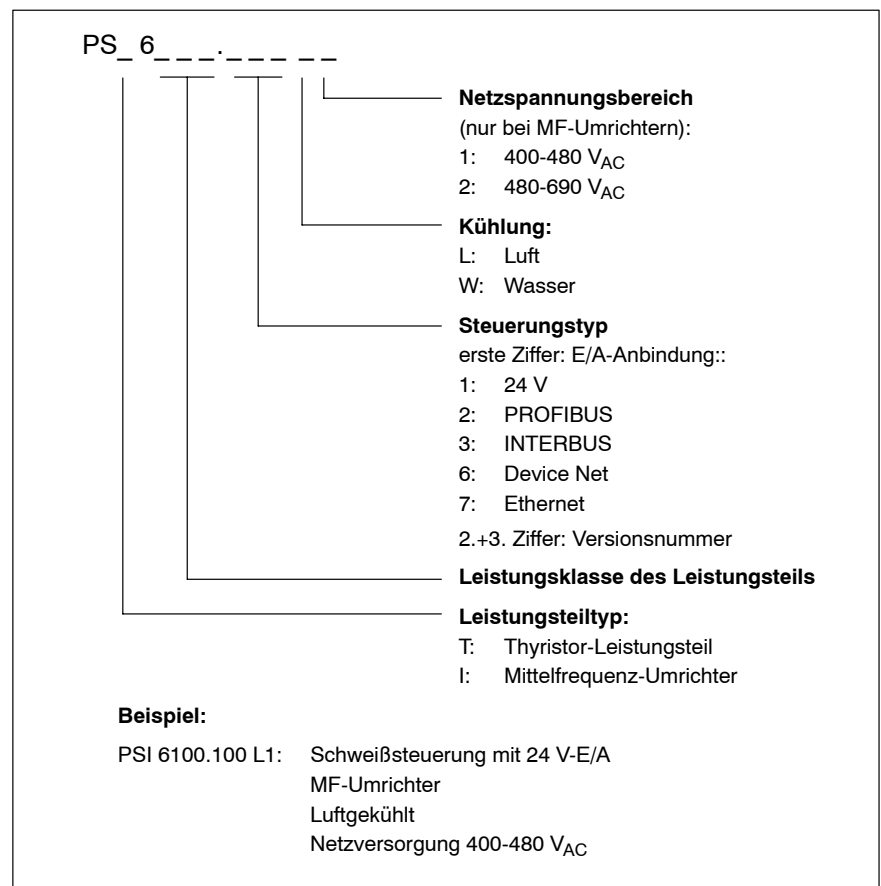 PS_ 6_ _ _._ _ _ _ _
Netzspannungsbereich
(nur bei MF-Umrichtern):
1: 400-480 VAC
2: 480-690 VAC
Kühlung:
L: Luft
W: Wasser
Steuerungstyp
erste Ziffer: E/A-Anbindung::
1: 24 V
2: PROFIBUS
3: INTERBUS
6: Device Net
7: Ethernet
2.+3. Ziffer: Versionsnummer
Leistungsklasse des Leistungsteils
Leistungsteiltyp:
T: Thyristor-Leistungsteil
I: Mittelfrequenz-Umrichter
Beispiel:
PSI 6100.100 L1: Schweißsteuerung mit 24 V-E/A
MF-Umrichter
Luftgekühlt
Netzversorgung 400-480 VAC